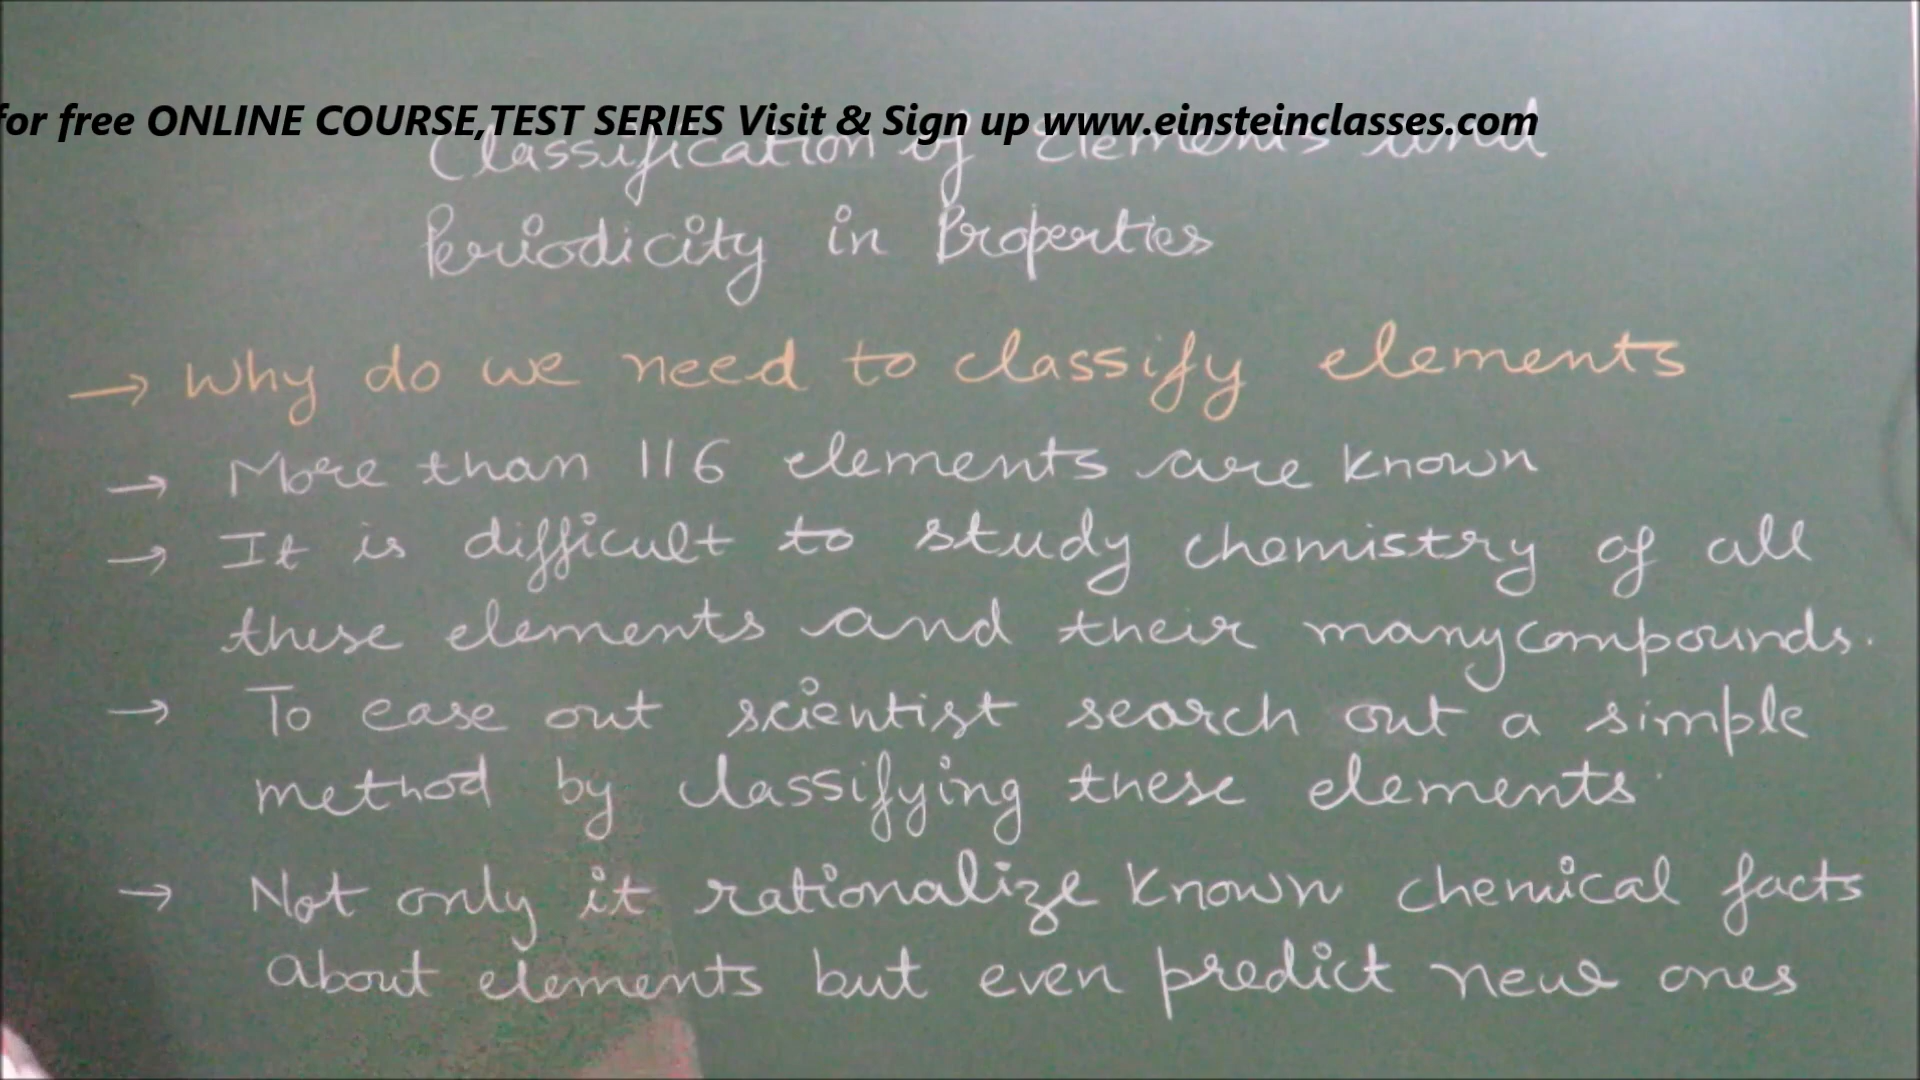 for free ONLINE COURSE,TEST SERIES Visit & Sign up www.einsteinclasses.com
Classification of Elements and
Periodicity in Properties
→ Why do we need to classify elements
→ More than 116 elements are known
→ It is difficult to study chemistry of all
these elements and their many compounds.
→ To ease out scientist search out a simple
method by classifying these elements.
→ Not only it rationalize known chemical facts
about elements but even predict new ones